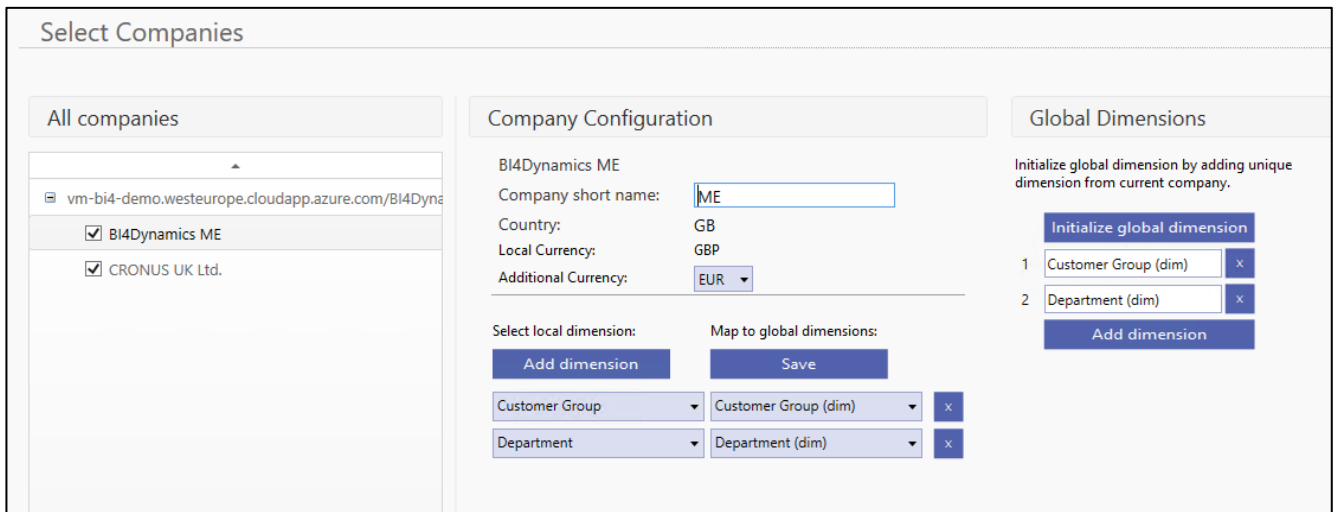 Select Companies
All companies
vm-bi4-demo.westeurope.cloudapp.azure.com/BI4Dyna
BI4Dynamics ME
CRONUS UK Ltd.
Company Configuration
BI4Dynamics ME
Company short name: ME
Country: GB
Local Currency: GBP
Additional Currency: EUR
Select local dimension: Map to global dimensions:
Add dimension Save
Customer Group Customer Group (dim) x
Department Department (dim) x
Global Dimensions
Initialize global dimension by adding unique
dimension from current company.
Initialize global dimension
1 Customer Group (dim) x
2 Department (dim) x
Add dimension